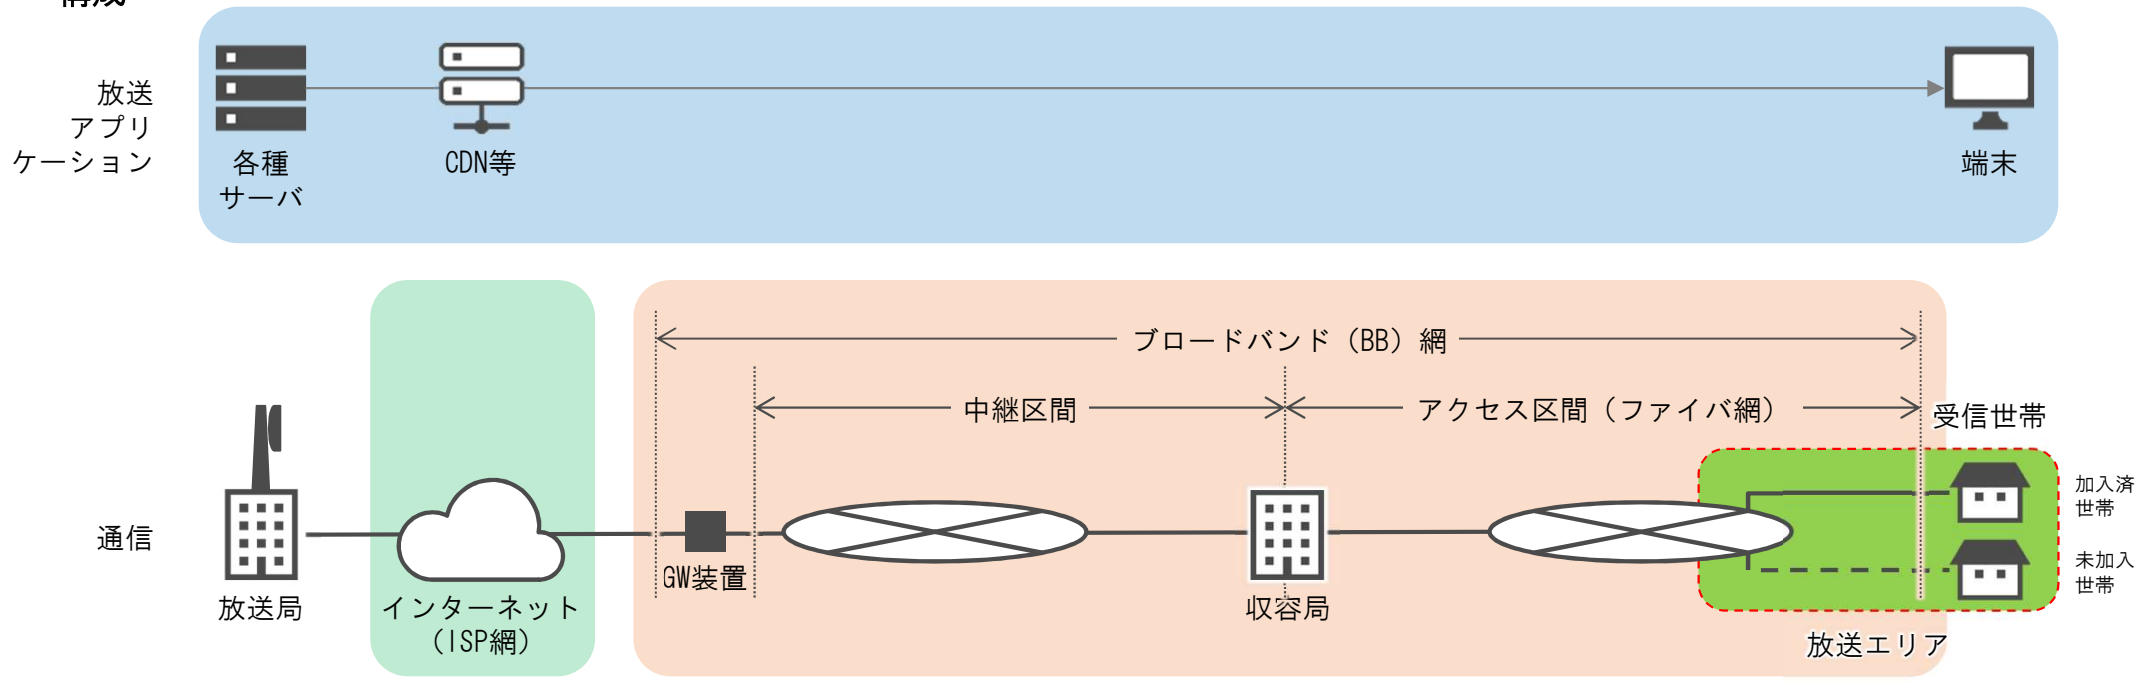 構成
放送
アプリ
ケーション
各種
サーバ
CDN等
端末
ブロードバンド（BB）網
中継区間
アクセス区間（ファイバ網）
受信世帯
加入済
世帯
未加入
世帯
通信
放送局
インターネット
（ISP網）
GW装置
収容局
放送エリア